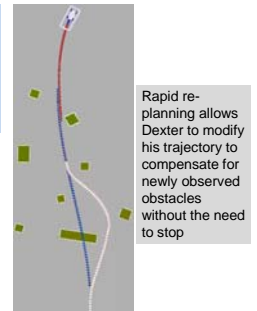 Rapid re-
planning allows
Dexter to modify
his trajectory to
compensate for
newly observed
obstacles
without the need
to stop